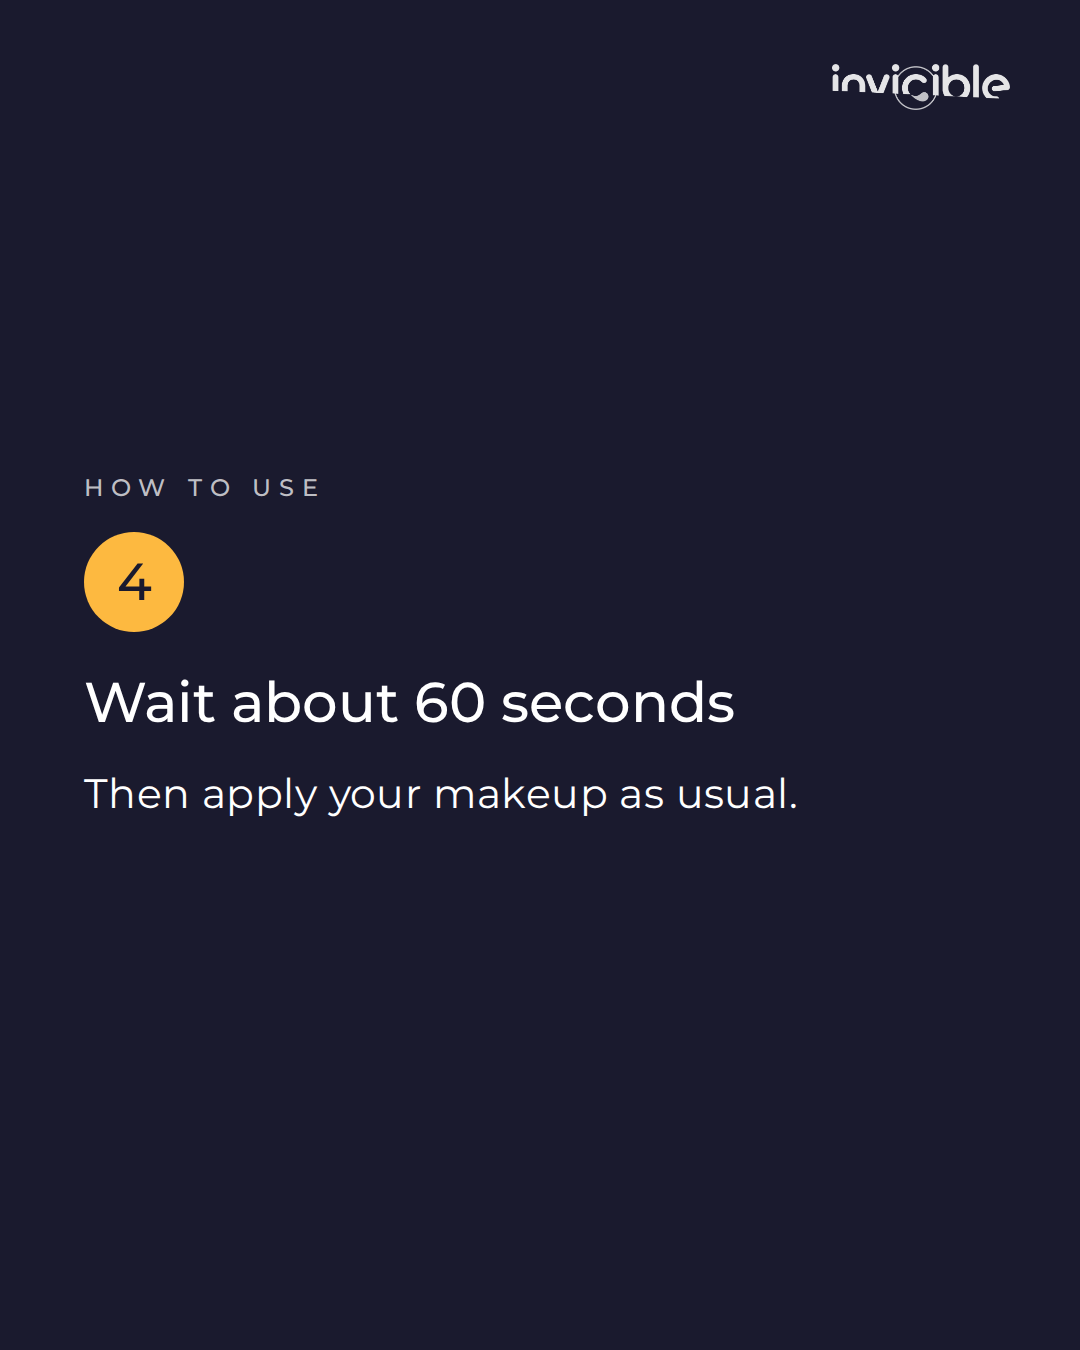 invicible
HOW TO USE
4
Wait about 60 seconds
Then apply your makeup as usual.